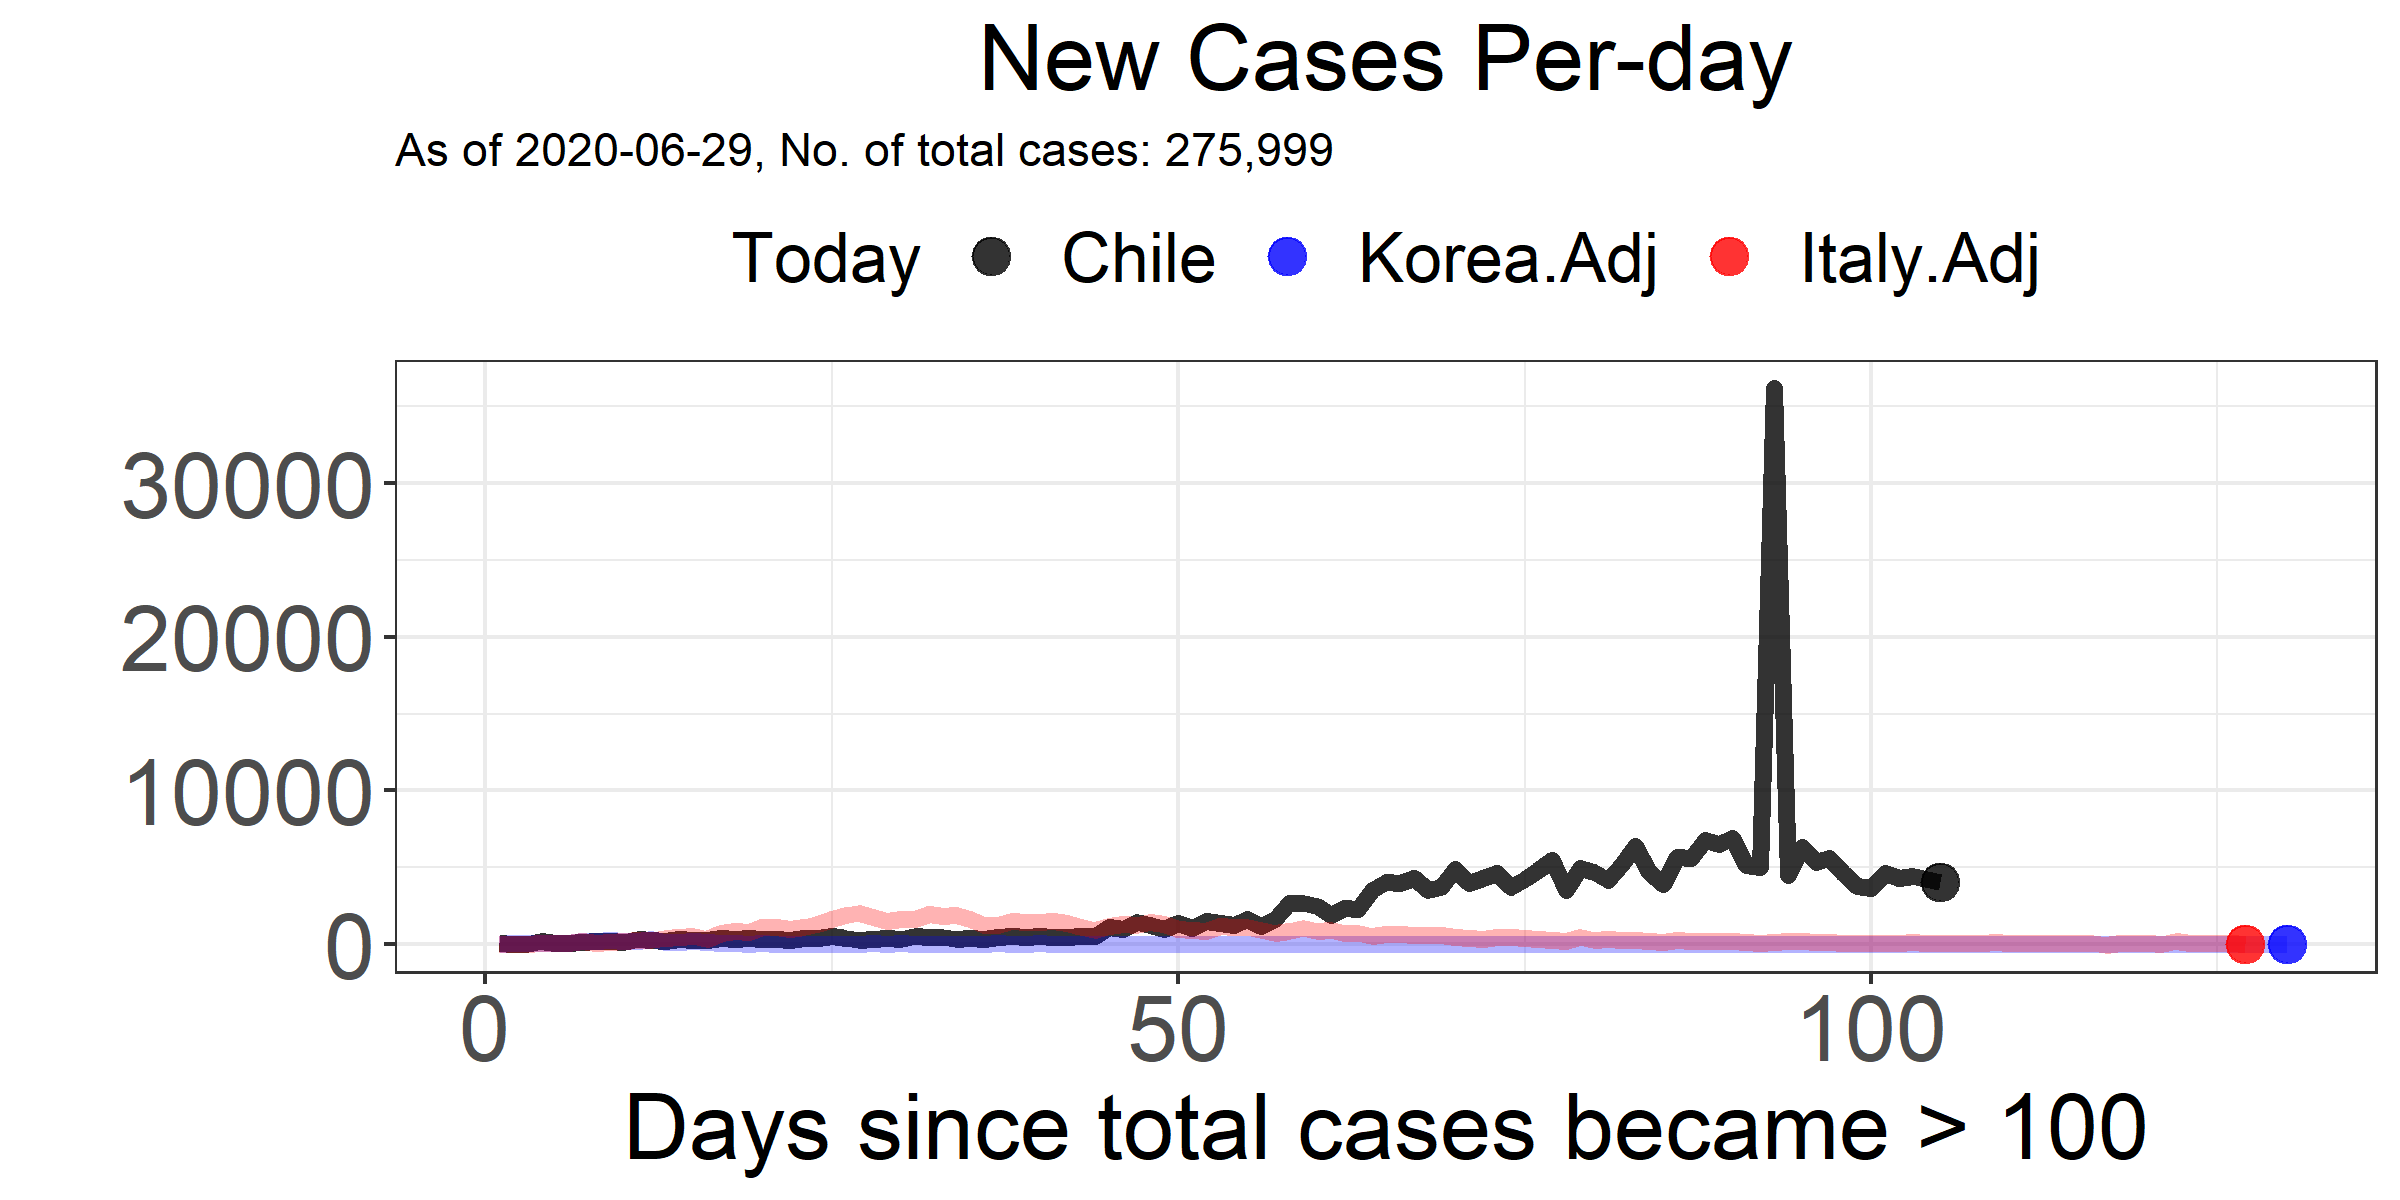 New Cases Per-day
As of 2020-06-29, No. of total cases: 275,999
Today Chile Korea.Adj Italy.Adj
30000
20000
10000
0
0 50 100
Days since total cases became > 100